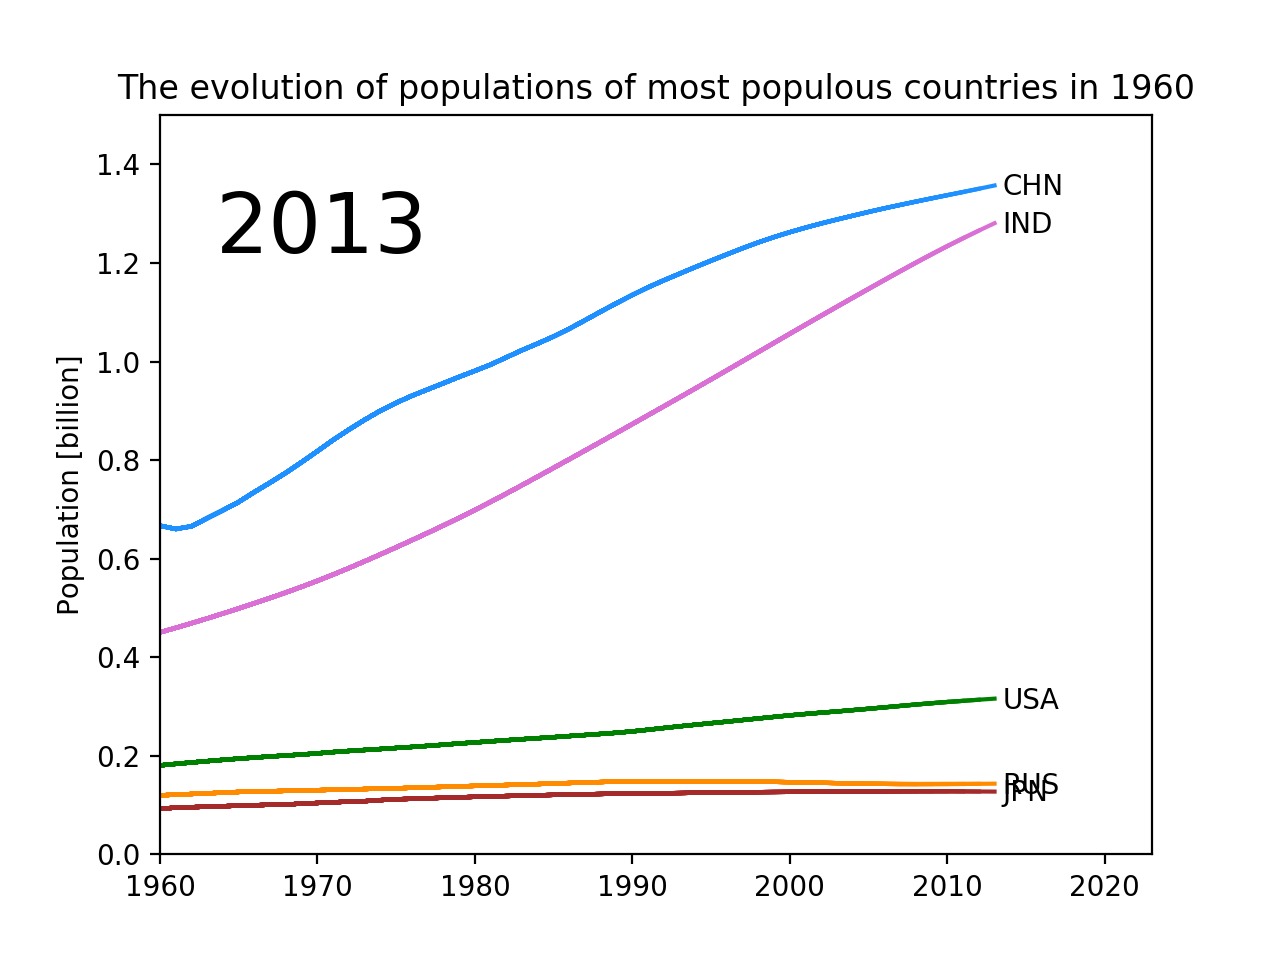 The evolution of populations of most populous countries in 1960
2013
Population [billion]
1.4
1.2
1.0
0.8
0.6
0.4
0.2
0.0
1960 1970 1980 1990 2000 2010 2020
CHN
IND
USA
RUS
JPN